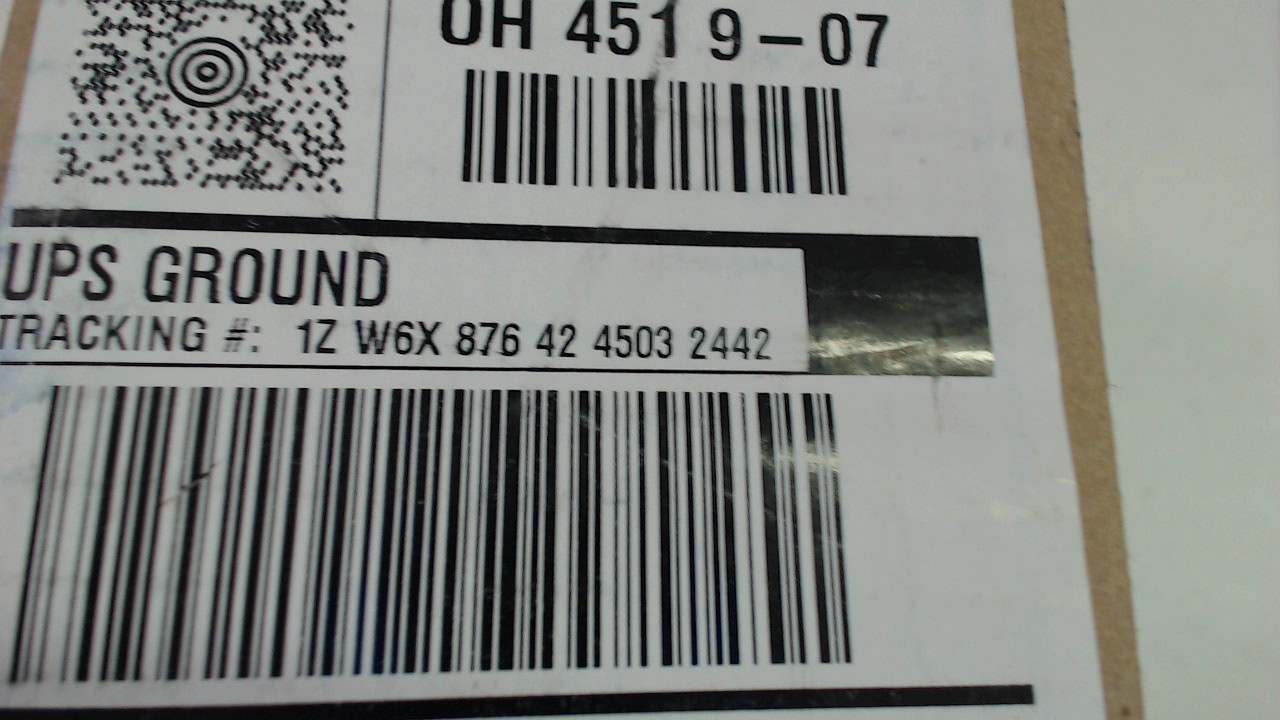 OH 451 9-07
UPS GROUND
TRACKING #: 1Z W6X 876 42 4503 2442